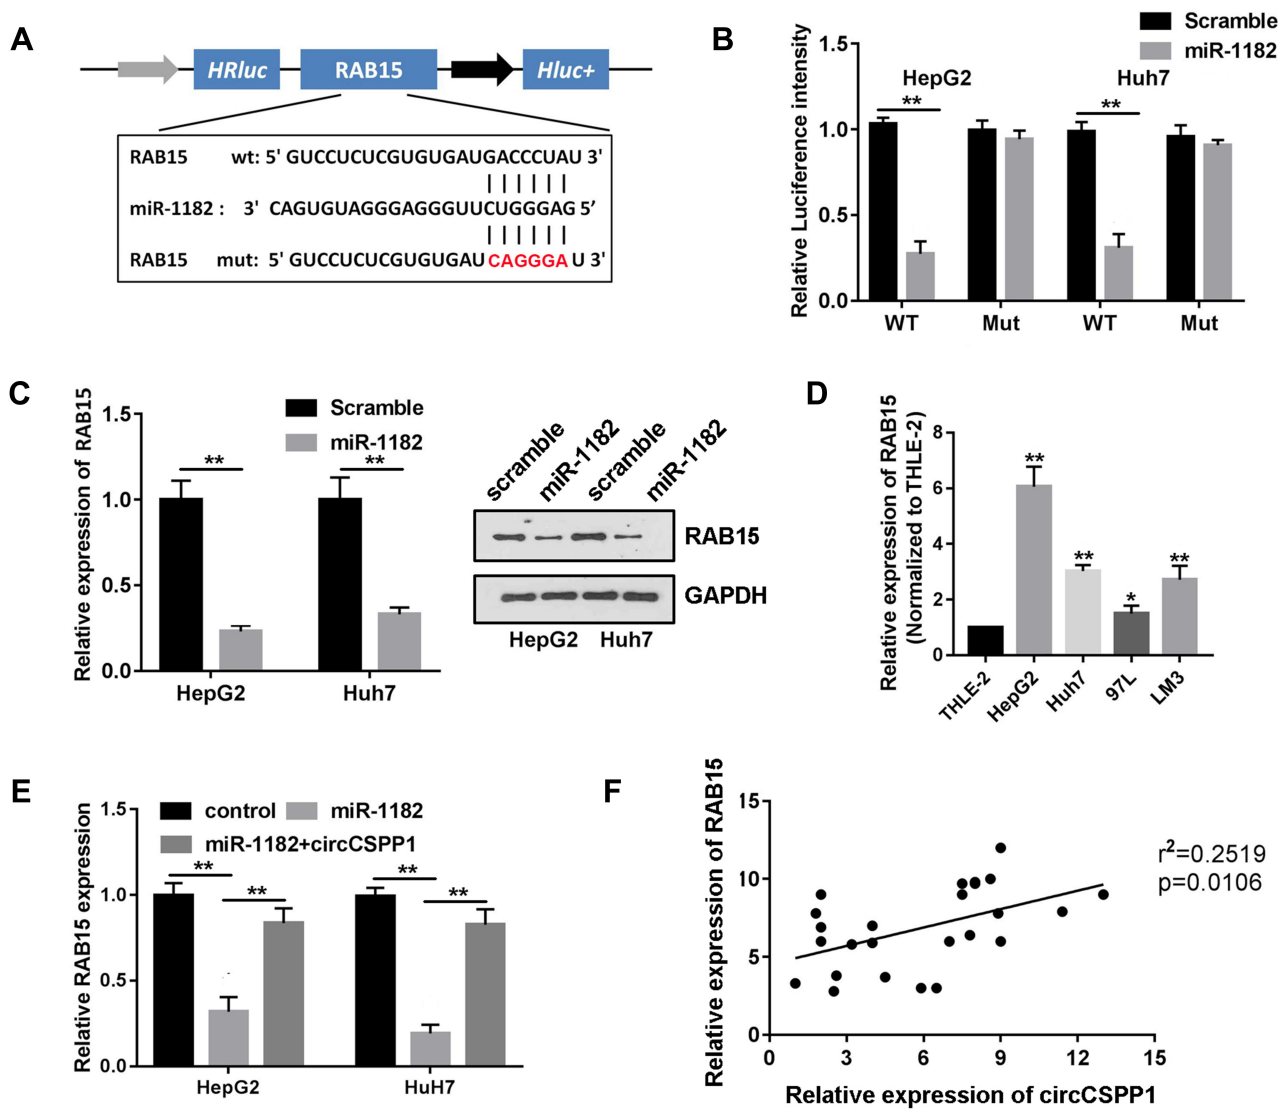 A
HRluc RAB15 Hluc+
RAB15 wt: 5' GUCCUCUCGUGUGAUGACCCUAU 3'
miR-1182 : 3' CAGUGUAGGGAGGGUUCUGGGAG 5'
RAB15 mut: 5' GUCCUCUCGUGUGAUCAGGGAU 3'
B
Scramble
miR-1182
HepG2 Huh7
** **
Relative Luciference intensity
1.5
1.0
0.5
0.0
WT Mut WT Mut
C
Scramble
miR-1182
** **
Relative expression of RAB15
1.5
1.0
0.5
0.0
HepG2 Huh7
scramble miR-1182 scramble miR-1182
RAB15
GAPDH
HepG2 Huh7
D
Relative expression of RAB15
(Normalized to THLE-2)
8
6
4
2
0
** ** * **
THLE-2 HepG2 Huh7 97L LM3
E
control miR-1182
miR-1182+circCSPP1
** ** ** **
Relative RAB15 expression
1.5
1.0
0.5
0.0
HepG2 HuH7
F
Relative expression of RAB15
15
10
5
0
0 3 6 9 12 15
Relative expression of circCSPP1
r²=0.2519
p=0.0106